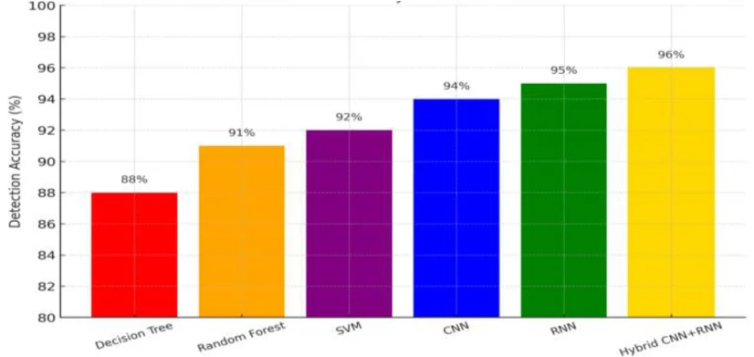 100
98
96
94
92
90
88
86
84
82
80
Detection Accuracy (%)
88%
91%
92%
94%
95%
96%
Decision Tree
Random Forest
SVM
CNN
RNN
Hybrid CNN+RNN